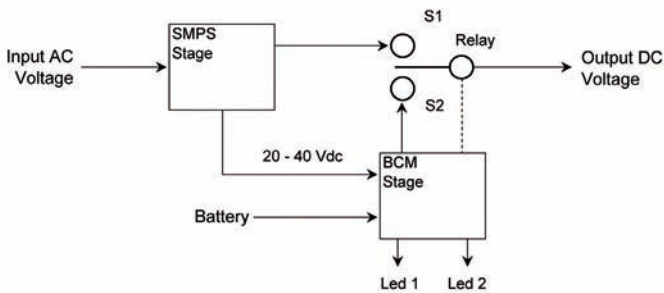 S1
SMPS
Stage
Relay
Input AC
Voltage
Output DC
Voltage
S2
20 - 40 Vdc
BCM
Stage
Battery
Led 1
Led 2